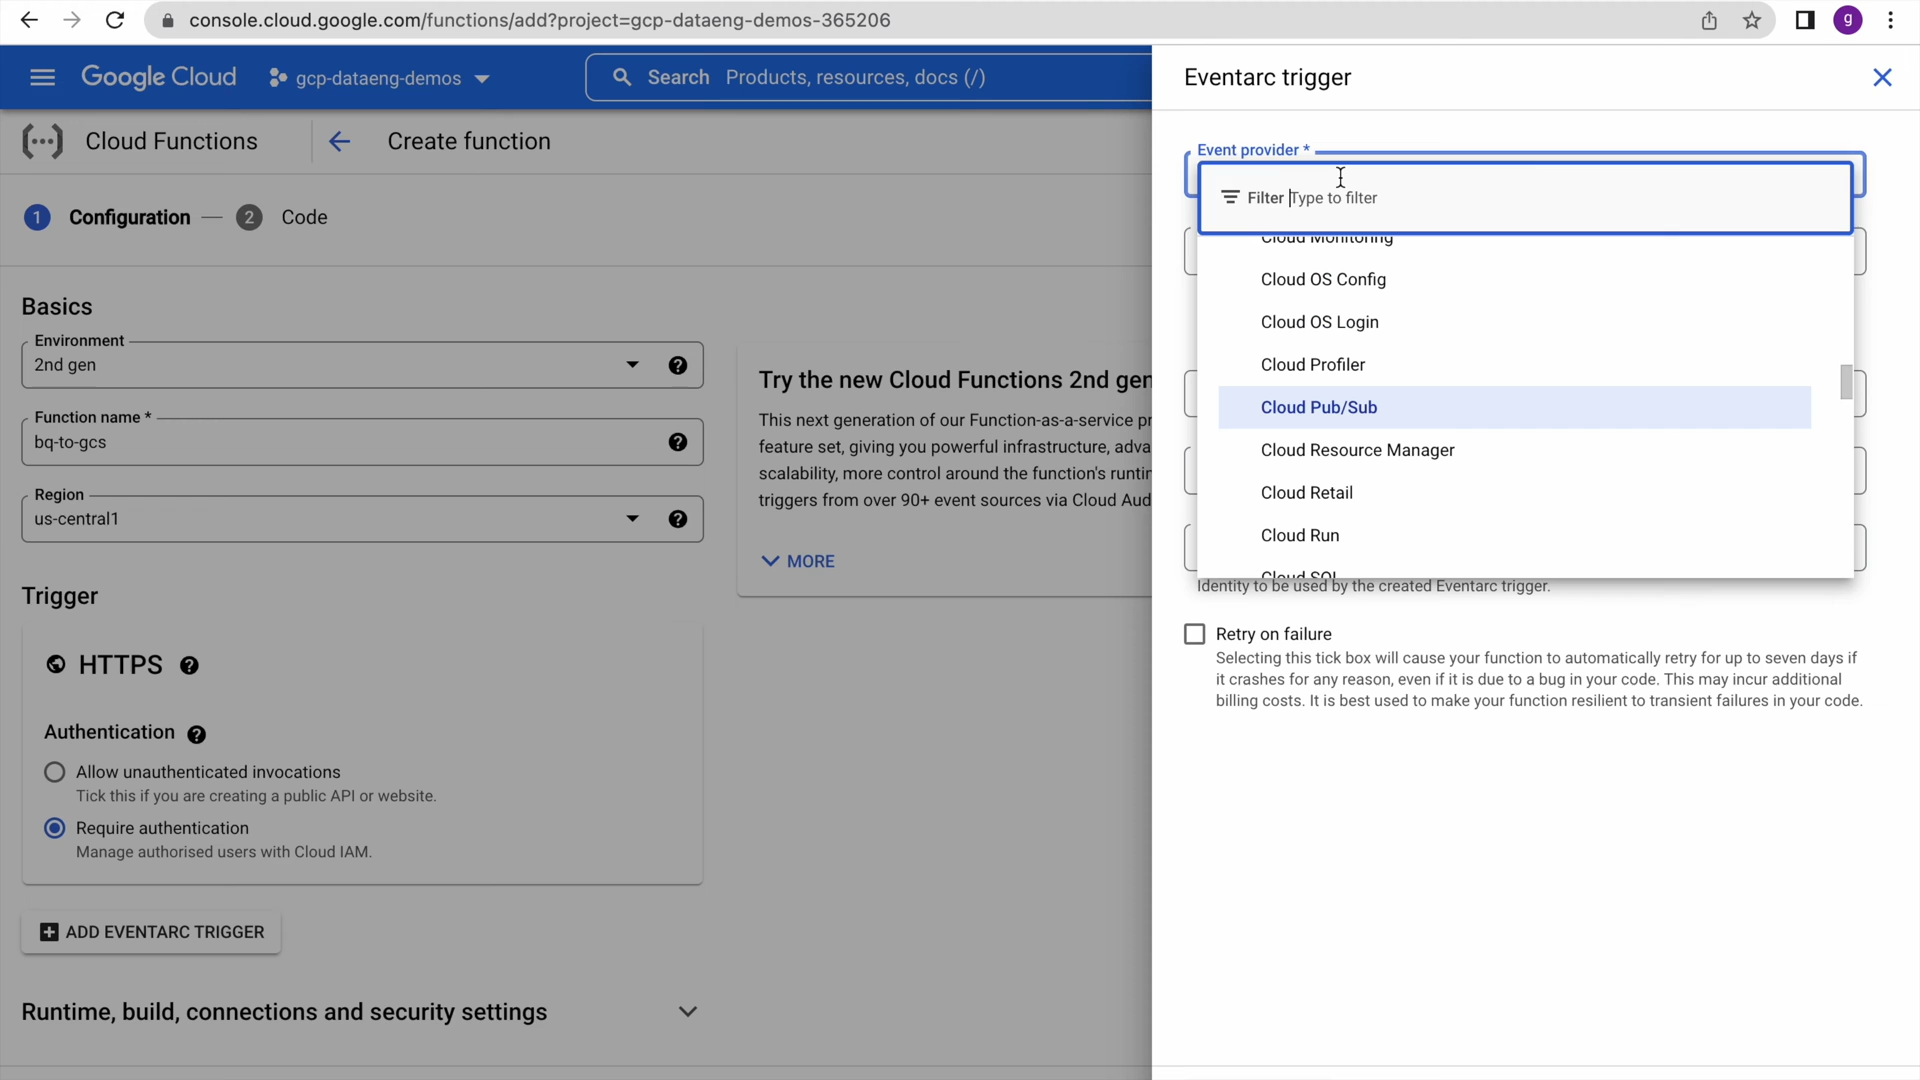 console.cloud.google.com/functions/add?project=gcp-dataeng-demos-365206
g
Google Cloud
gcp-dataeng-demos
Search Products, resources, docs (/)
Cloud Functions
Create function
1 Configuration — 2 Code
Basics
Environment
2nd gen
Function name *
bq-to-gcs
Region
us-central1
Try the new Cloud Functions 2nd gen
This next generation of our Function-as-a-service pr
feature set, giving you powerful infrastructure, adva
scalability, more control around the function's runtin
triggers from over 90+ event sources via Cloud Aud
MORE
Trigger
HTTPS
Authentication
Allow unauthenticated invocations
Tick this if you are creating a public API or website.
Require authentication
Manage authorised users with Cloud IAM.
ADD EVENTARC TRIGGER
Runtime, build, connections and security settings
Eventarc trigger
Event provider *
Filter Type to filter
Cloud Monitoring
Cloud OS Config
Cloud OS Login
Cloud Profiler
Cloud Pub/Sub
Cloud Resource Manager
Cloud Retail
Cloud Run
Cloud SQL
Identity to be used by the created Eventarc trigger.
Retry on failure
Selecting this tick box will cause your function to automatically retry for up to seven days if
it crashes for any reason, even if it is due to a bug in your code. This may incur additional
billing costs. It is best used to make your function resilient to transient failures in your code.